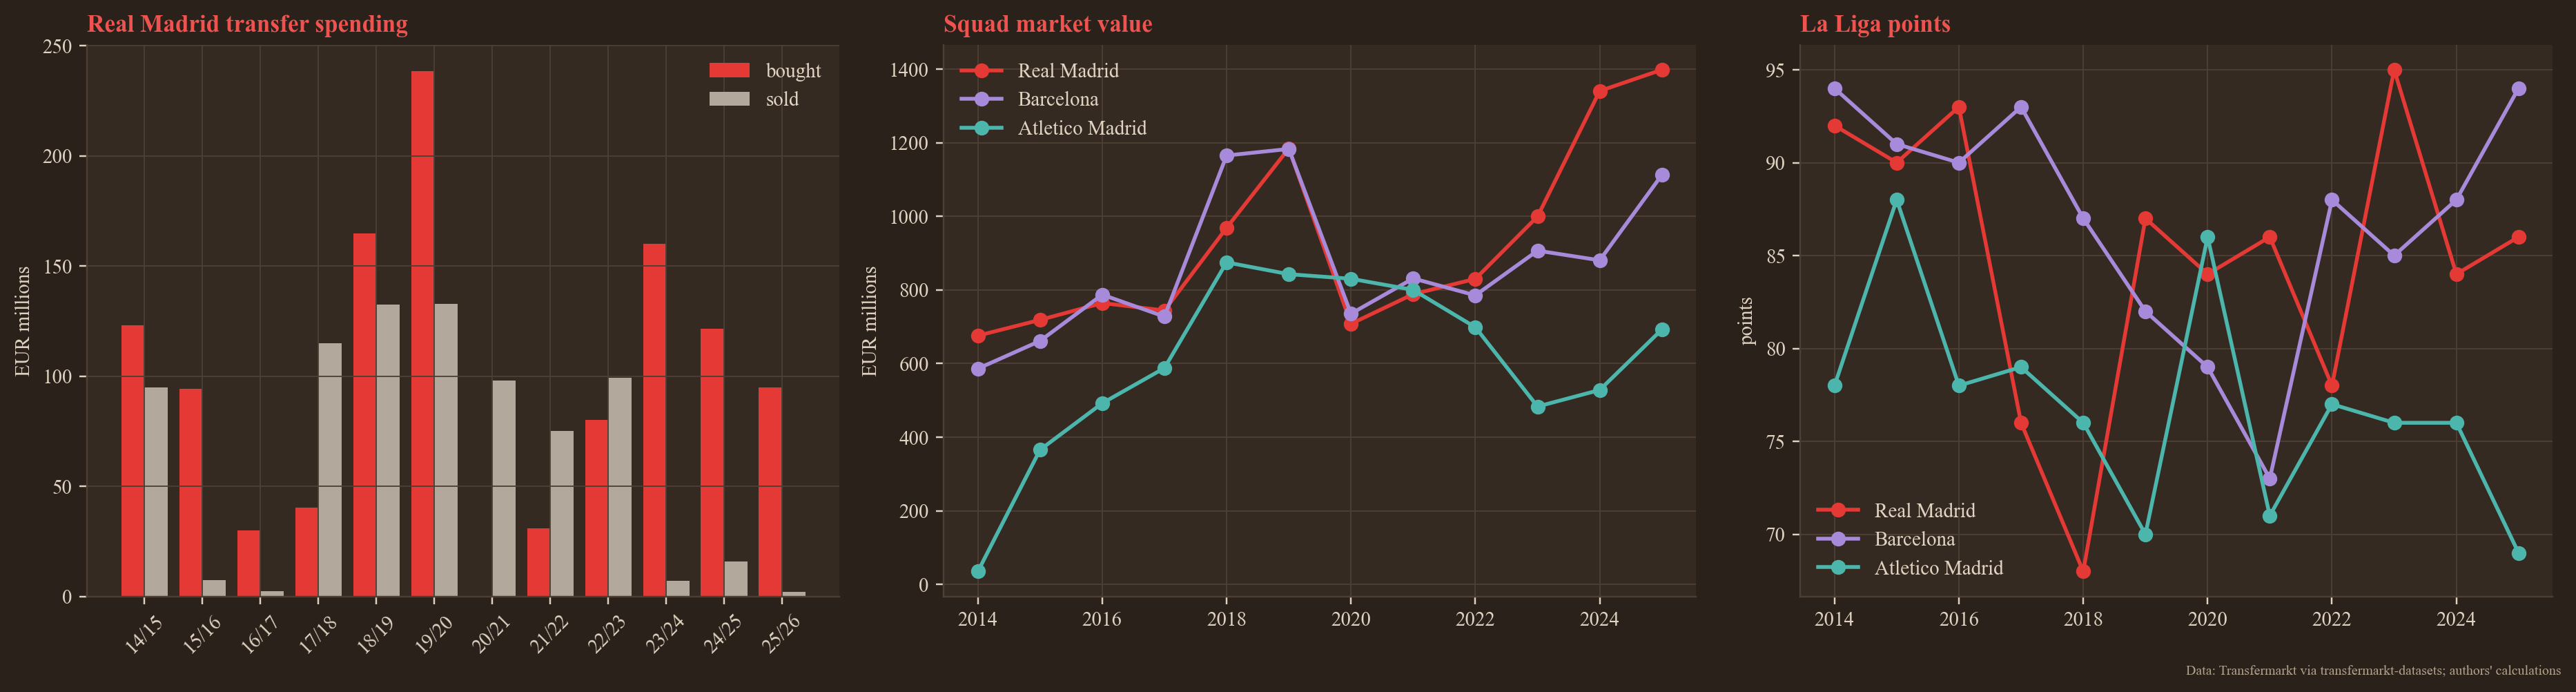 Real Madrid transfer spending
250
200
150
100
50
0
EUR millions
bought
sold
14/15
15/16
16/17
17/18
18/19
19/20
20/21
21/22
22/23
23/24
24/25
25/26
Squad market value
1400
1200
1000
800
600
400
200
0
EUR millions
Real Madrid
Barcelona
Atletico Madrid
2014
2016
2018
2020
2022
2024
La Liga points
95
90
85
80
75
70
points
Real Madrid
Barcelona
Atletico Madrid
2014
2016
2018
2020
2022
2024
Data: Transfermarkt via transfermarkt-datasets; authors' calculations